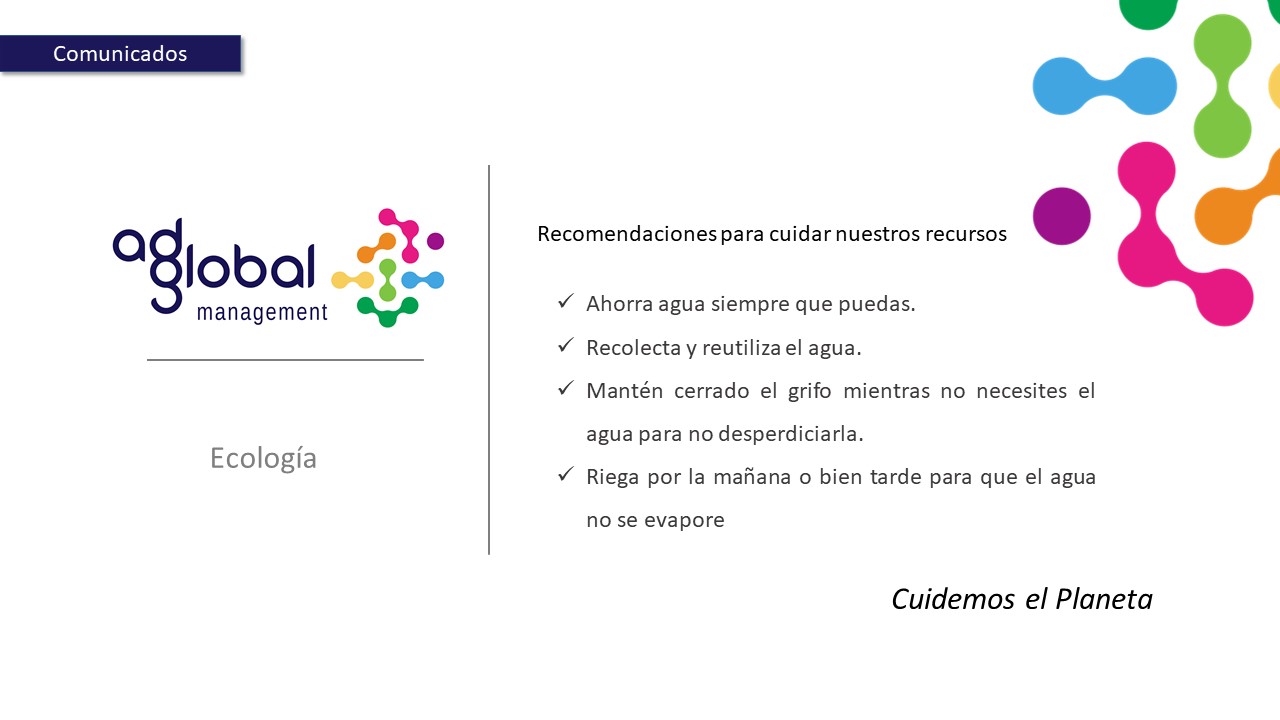 Comunicados
ad
global
management
Ecología
Recomendaciones para cuidar nuestros recursos
✓ Ahorra agua siempre que puedas.
✓ Recolecta y reutiliza el agua.
✓ Mantén cerrado el grifo mientras no necesites el
agua para no desperdiciarla.
✓ Riega por la mañana o bien tarde para que el agua
no se evapore
Cuidemos el Planeta